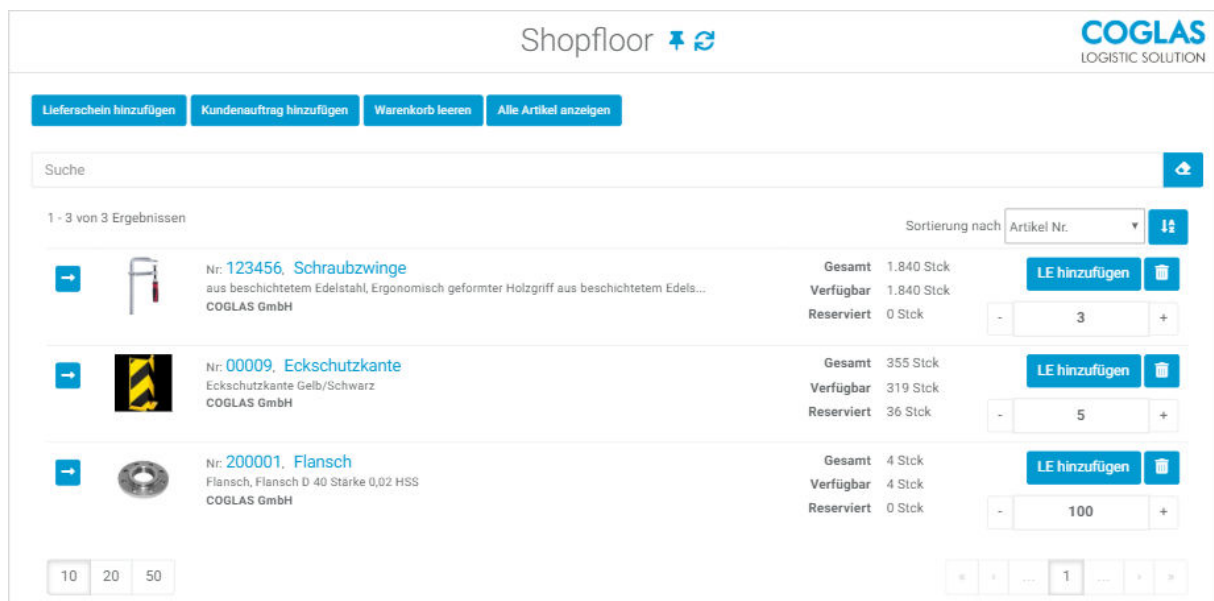 Shopfloor
COGLAS
LOGISTIC SOLUTION
Lieferschein hinzufügen Kundenauftrag hinzufügen Warenkorb leeren Alle Artikel anzeigen
Suche
1 - 3 von 3 Ergebnissen
Sortierung nach Artikel Nr.
Nr: 123456, Schraubzwinge
aus beschichtetem Edelstahl, Ergonomisch geformter Holzgriff aus beschichtetem Edels...
COGLAS GmbH
Gesamt 1.840 Stck
Verfügbar 1.840 Stck
Reserviert 0 Stck
LE hinzufügen
- 3 +
Nr: 00009, Eckschutzkante
Eckschutzkante Gelb/Schwarz
COGLAS GmbH
Gesamt 355 Stck
Verfügbar 319 Stck
Reserviert 36 Stck
LE hinzufügen
- 5 +
Nr: 200001, Flansch
Flansch, Flansch D 40 Stärke 0,02 HSS
COGLAS GmbH
Gesamt 4 Stck
Verfügbar 4 Stck
Reserviert 0 Stck
LE hinzufügen
- 100 +
10 20 50
« ‹ ... 1 ... › »